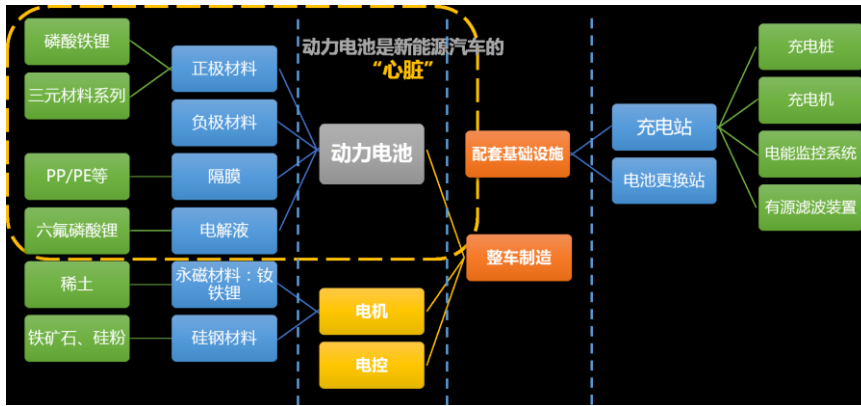 动力电池是新能源汽车的
“心脏”
磷酸铁锂
三元材料系列
PP/PE等
六氟磷酸锂
稀土
铁矿石、硅粉
正极材料
负极材料
隔膜
电解液
永磁材料：钕
铁锂
硅钢材料
动力电池
电机
电控
配套基础设施
整车制造
充电站
电池更换站
充电桩
充电机
电能监控系统
有源滤波装置